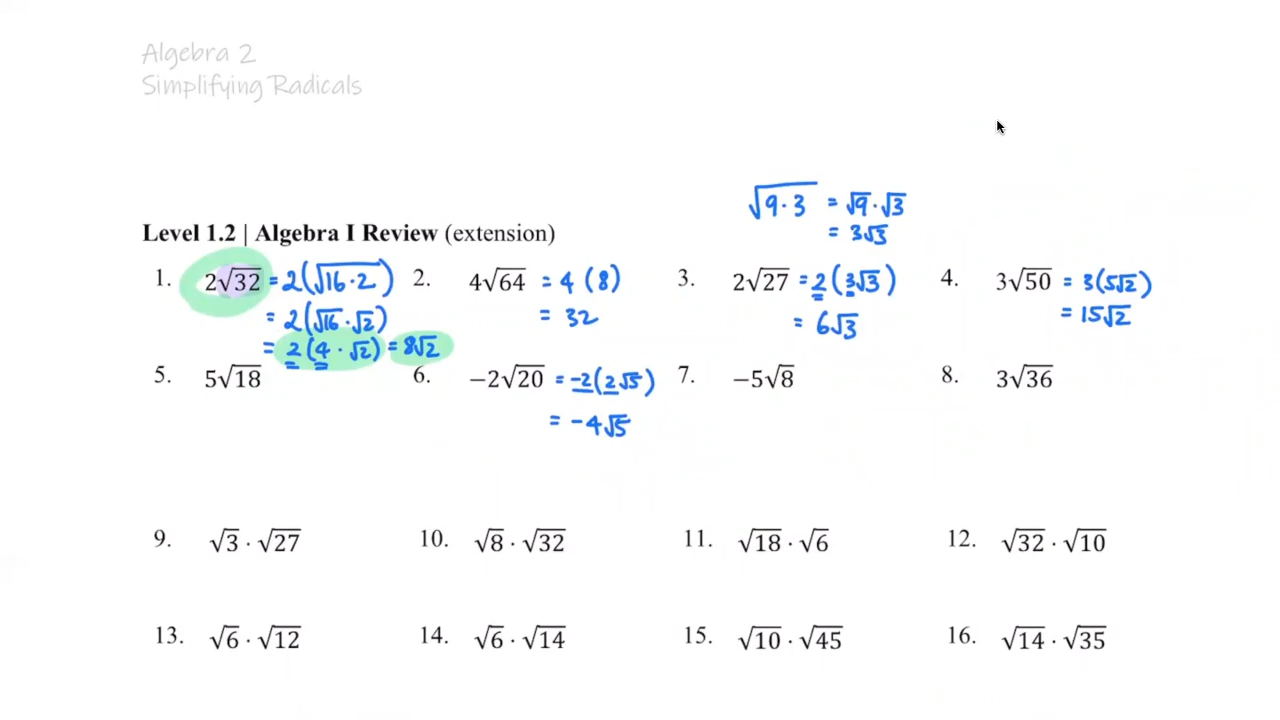 Algebra 2
Simplifying Radicals
√(9·3) = √9·√3
= 3√3
Level 1.2 | Algebra I Review (extension)
1. 2√32 = 2(√(16·2))
= 2(√16·√2)
= 2(4·√2) = 8√2
2. 4√64 = 4(8)
= 32
3. 2√27 = 2(3√3)
= 6√3
4. 3√50 = 3(5√2)
= 15√2
5. 5√18
6. −2√20 = -2(2√5)
= -4√5
7. −5√8
8. 3√36
9. √3 · √27
10. √8 · √32
11. √18 · √6
12. √32 · √10
13. √6 · √12
14. √6 · √14
15. √10 · √45
16. √14 · √35